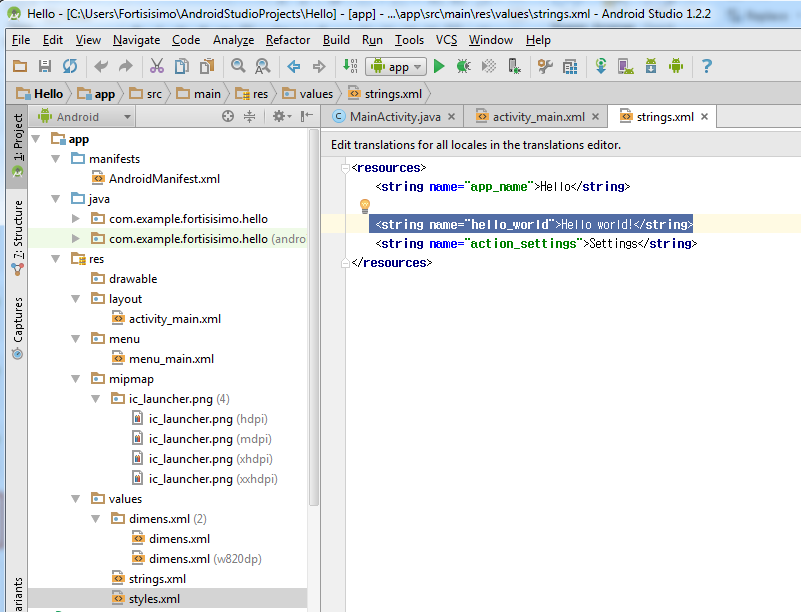 Hello - [C:\Users\Fortisisimo\AndroidStudioProjects\Hello] - [app] - ...\app\src\main\res\values\strings.xml - Android Studio 1.2.2
File Edit View Navigate Code Analyze Refactor Build Run Tools VCS Window Help
app
Hello app src main res values strings.xml
1: Project
7: Structure
Captures
Android
app
manifests
AndroidManifest.xml
java
com.example.fortisisimo.hello
com.example.fortisisimo.hello (andro
res
drawable
layout
activity_main.xml
menu
menu_main.xml
mipmap
ic_launcher.png (4)
ic_launcher.png (hdpi)
ic_launcher.png (mdpi)
ic_launcher.png (xhdpi)
ic_launcher.png (xxhdpi)
values
dimens.xml (2)
dimens.xml
dimens.xml (w820dp)
strings.xml
styles.xml
MainActivity.java activity_main.xml strings.xml
Edit translations for all locales in the translations editor.
<resources>
<string name="app_name">Hello</string>
<string name="hello_world">Hello world!</string>
<string name="action_settings">Settings</string>
</resources>